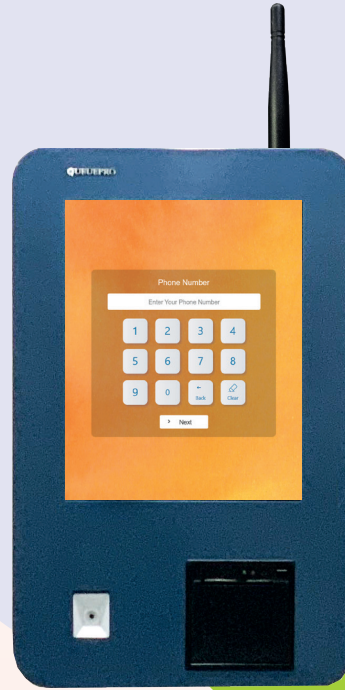 QUEUEPRO
Phone Number
Enter Your Phone Number
1 2 3 4
5 6 7 8
9 0 Back Clear
Next